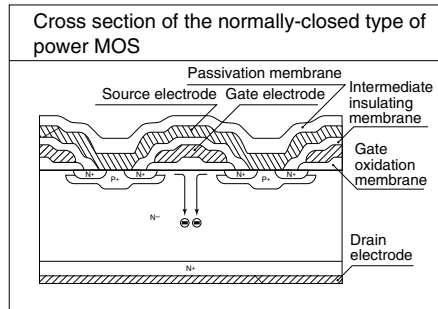 Cross section of the normally-closed type of
power MOS
Passivation membrane
Source electrode
Gate electrode
Intermediate
insulating
membrane
Gate
oxidation
membrane
N+
P+
N+
N+
P+
N+
N−
N+
Drain
electrode